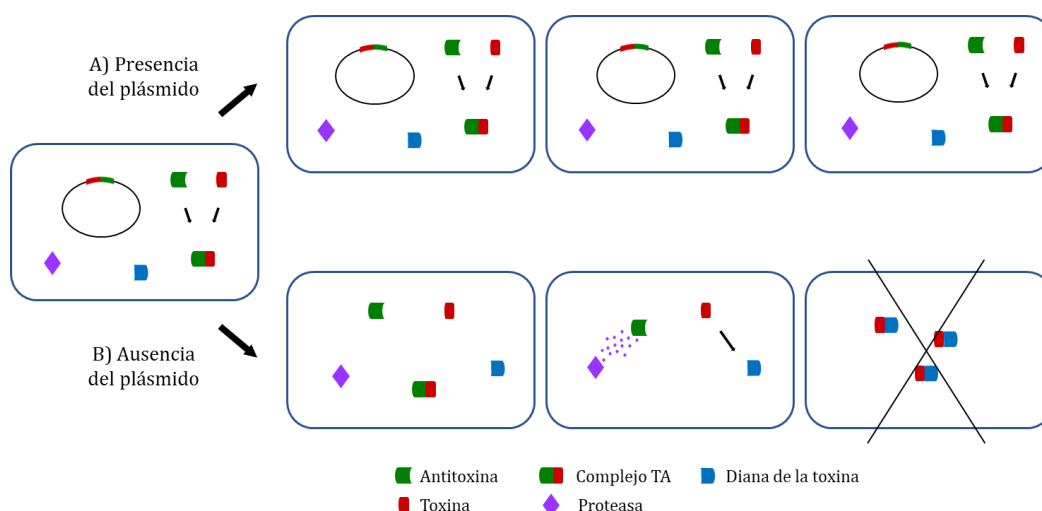 A) Presencia
del plásmido
B) Ausencia
del plásmido
Antitoxina
Complejo TA
Diana de la toxina
Toxina
Proteasa